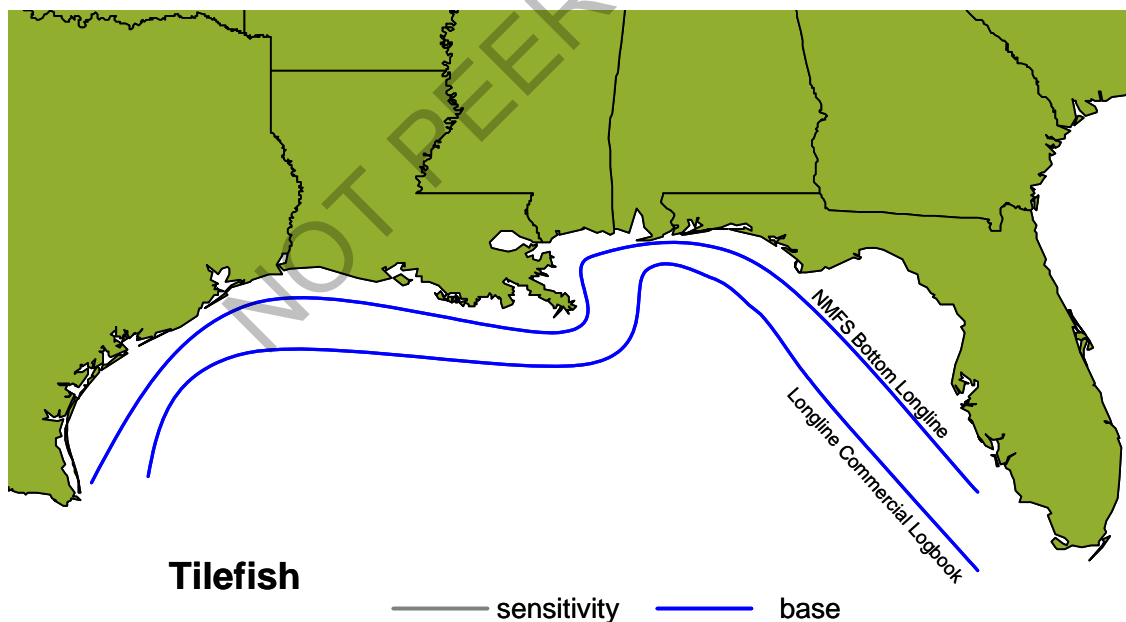 NOT PEER
NMFS Bottom Longline
Longline Commercial Logbook
Tilefish
sensitivity
base